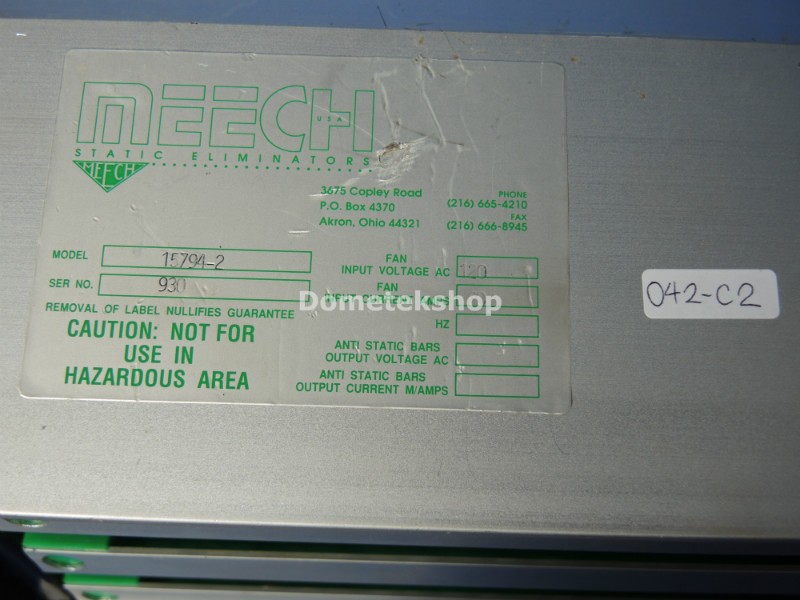 MEECH
USA
STATIC ELIMINATORS
MEECH
3675 Copley Road
P.O. Box 4370
Akron, Ohio 44321
PHONE
(216) 665-4210
FAX
(216) 666-8945
MODEL 15794-2
SER NO. 930
REMOVAL OF LABEL NULLIFIES GUARANTEE
CAUTION: NOT FOR
USE IN
HAZARDOUS AREA
FAN
INPUT VOLTAGE AC
FAN
HZ
ANTI STATIC BARS
OUTPUT VOLTAGE AC
ANTI STATIC BARS
OUTPUT CURRENT M/AMPS
042-C2
Dometekshop